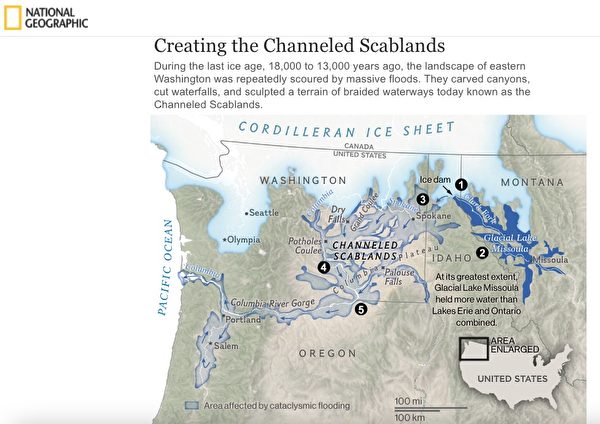 NATIONAL
GEOGRAPHIC
Creating the Channeled Scablands
During the last ice age, 18,000 to 13,000 years ago, the landscape of eastern
Washington was repeatedly scoured by massive floods. They carved canyons,
cut waterfalls, and sculpted a terrain of braided waterways today known as the
Channeled Scablands.
CORDILLERAN ICE SHEET
CANADA
UNITED STATES
WASHINGTON
Ice dam
1
MONTANA
Columbia
Grand Coulee
3
Dry
Falls
Spokane
Seattle
Olympia
PACIFIC OCEAN
Potholes
Coulee
CHANNELED
SCABLANDS
Glacial Lake
Missoula
2
Missoula
IDAHO
4
Columbia Plateau
Palouse
Falls
At its greatest extent,
Glacial Lake Missoula
held more water than
Lakes Erie and Ontario
combined.
Columbia
Columbia River Gorge
5
Portland
Salem
OREGON
AREA
ENLARGED
UNITED STATES
Area affected by cataclysmic flooding
100 mi
100 km